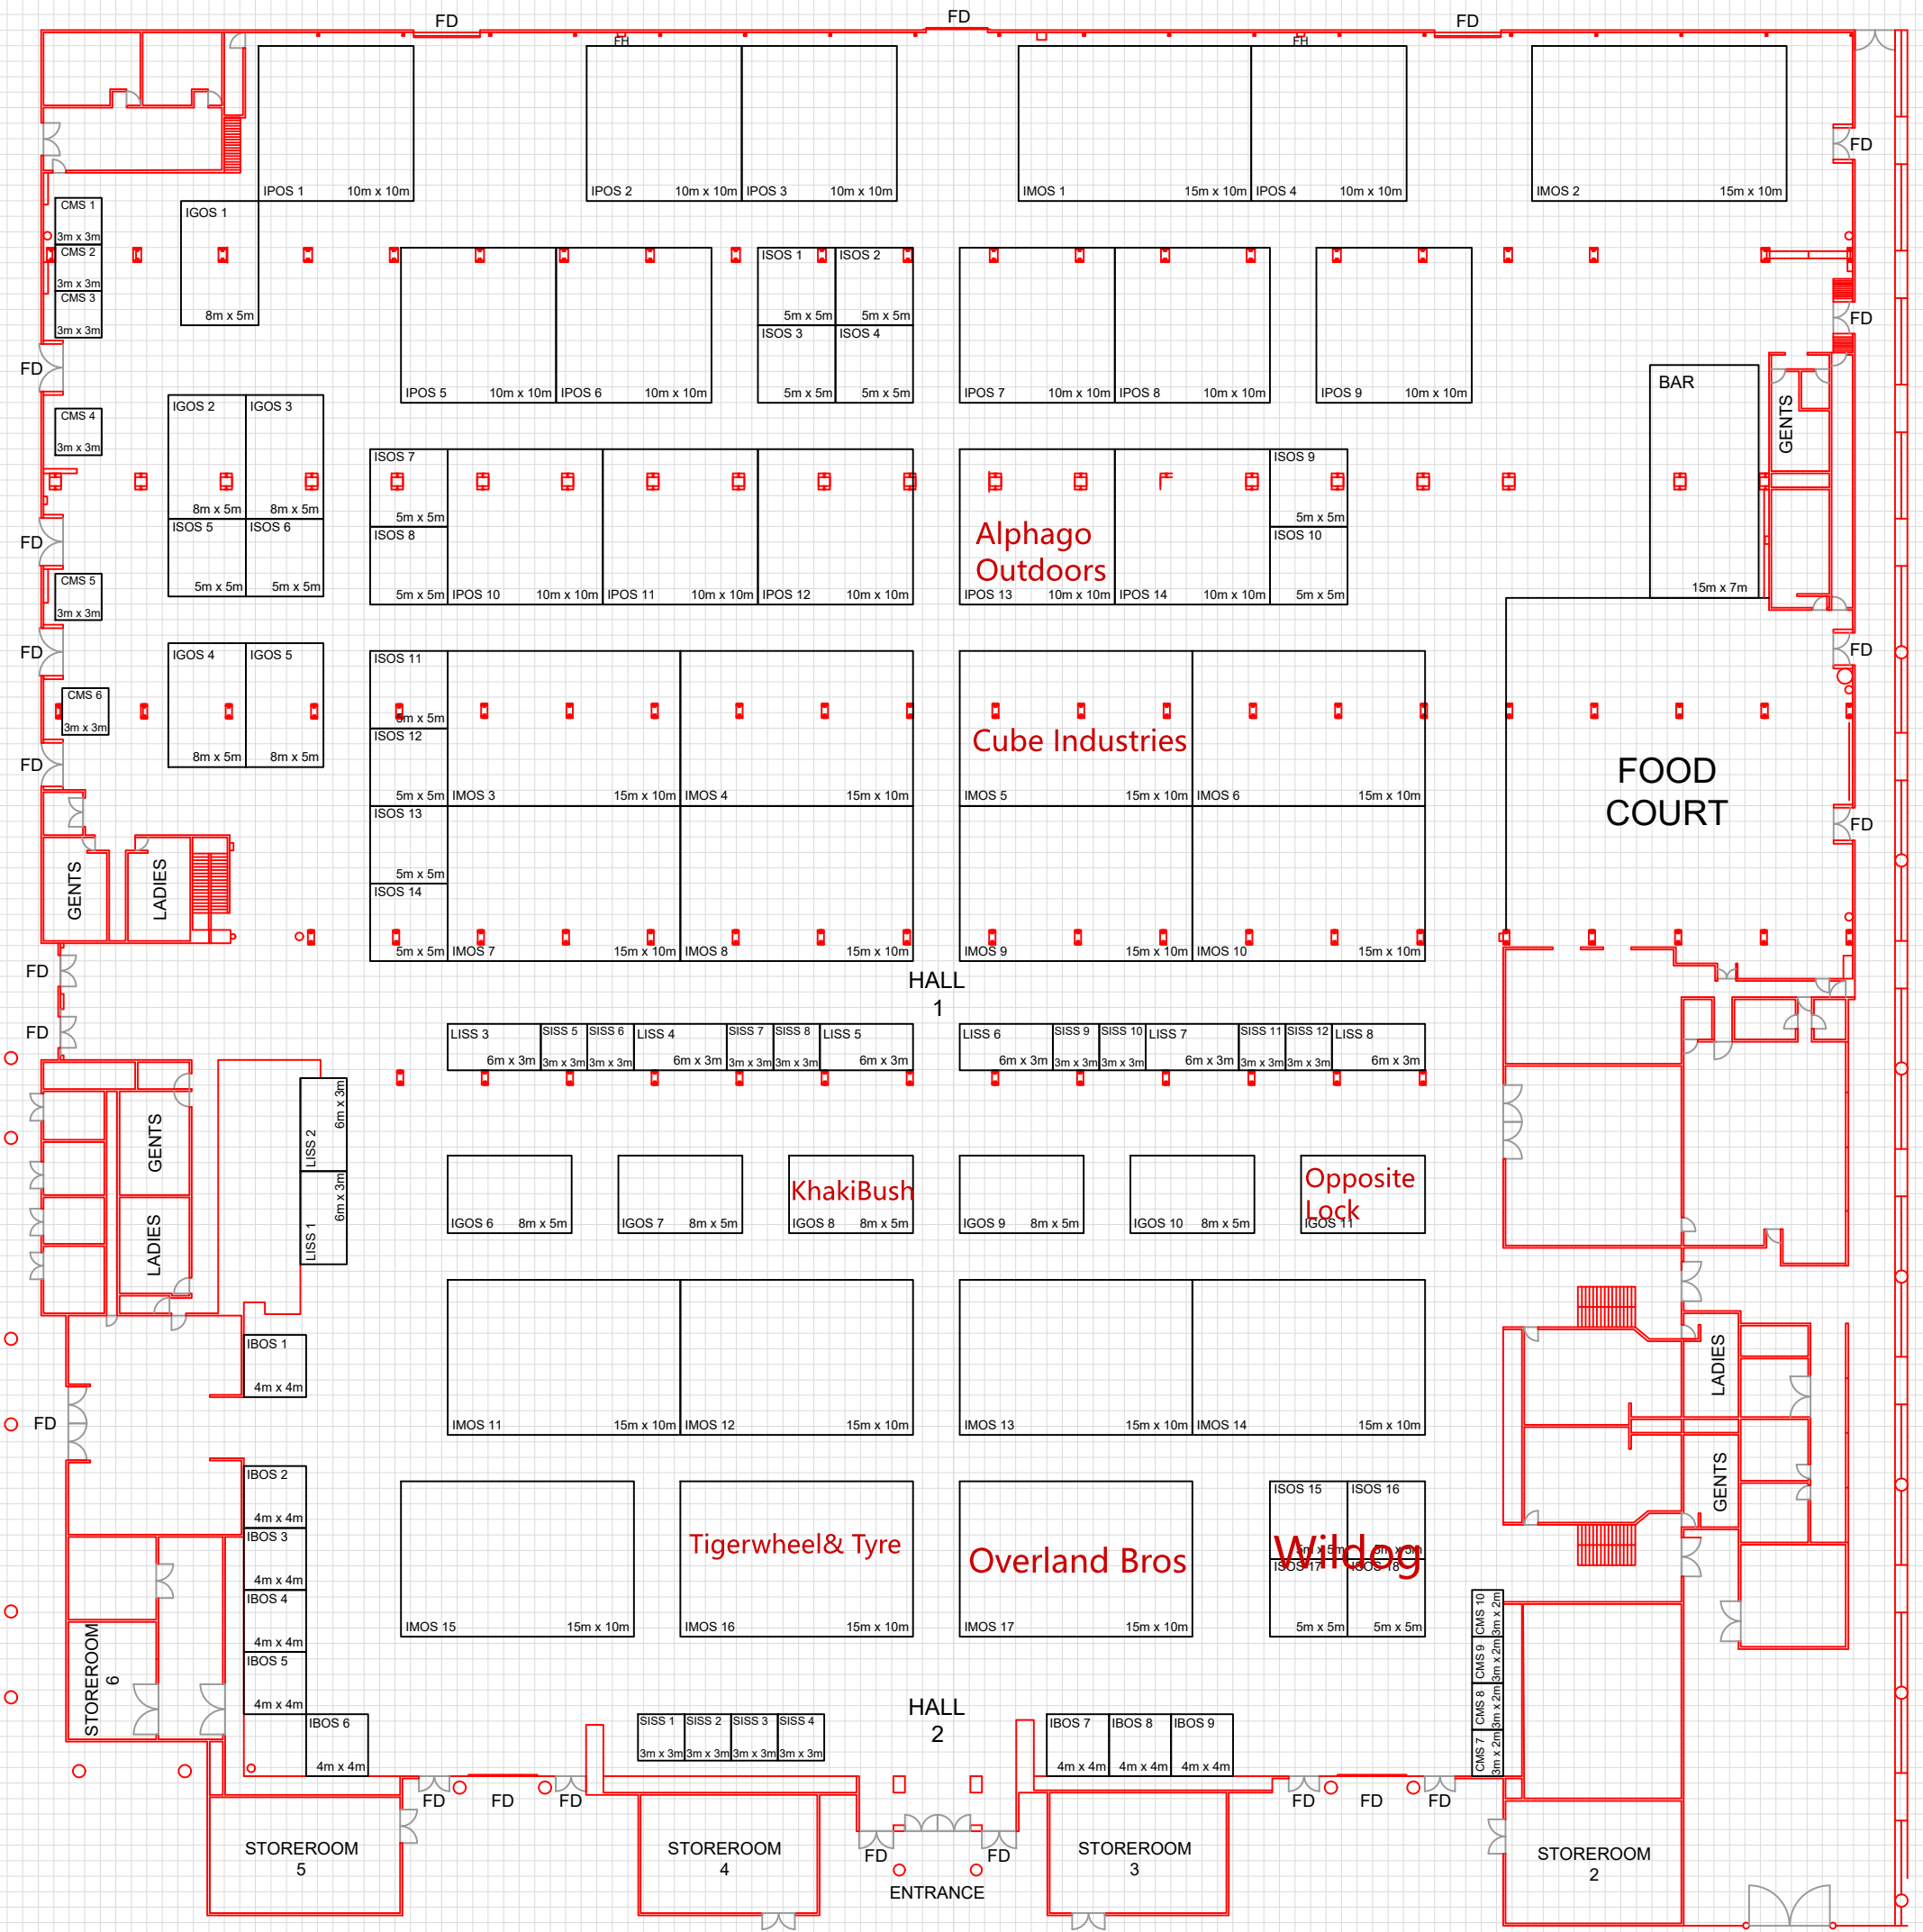 FD
FD
FD
FH
FH
IPOS 1 10m x 10m
IPOS 2 10m x 10m
IPOS 3 10m x 10m
IMOS 1 15m x 10m
IPOS 4 10m x 10m
IMOS 2 15m x 10m
FD
CMS 1
3m x 3m
CMS 2
3m x 3m
CMS 3
3m x 3m
IGOS 1
8m x 5m
IPOS 5 10m x 10m
IPOS 6 10m x 10m
ISOS 1
5m x 5m
ISOS 2
5m x 5m
ISOS 3
5m x 5m
ISOS 4
5m x 5m
IPOS 7 10m x 10m
IPOS 8 10m x 10m
IPOS 9 10m x 10m
FD
FD
BAR
15m x 7m
GENTS
CMS 4
3m x 3m
IGOS 2
8m x 5m
IGOS 3
8m x 5m
ISOS 5
5m x 5m
ISOS 6
5m x 5m
FD
CMS 5
3m x 3m
ISOS 7
5m x 5m
ISOS 8
5m x 5m
IPOS 10 10m x 10m
IPOS 11 10m x 10m
IPOS 12 10m x 10m
Alphago
Outdoors
IPOS 13 10m x 10m
IPOS 14 10m x 10m
ISOS 9
5m x 5m
ISOS 10
5m x 5m
FD
FD
CMS 6
3m x 3m
IGOS 4
8m x 5m
IGOS 5
8m x 5m
FD
ISOS 11
5m x 5m
ISOS 12
5m x 5m
IMOS 3 15m x 10m
IMOS 4 15m x 10m
Cube Industries
IMOS 5 15m x 10m
IMOS 6 15m x 10m
FOOD
COURT
FD
GENTS
LADIES
ISOS 13
5m x 5m
ISOS 14
5m x 5m
IMOS 7 15m x 10m
IMOS 8 15m x 10m
IMOS 9 15m x 10m
IMOS 10 15m x 10m
FD
FD
HALL
1
LISS 3
6m x 3m
SISS 5
3m x 3m
SISS 6
3m x 3m
LISS 4
6m x 3m
SISS 7
3m x 3m
SISS 8
3m x 3m
LISS 5
6m x 3m
LISS 6
6m x 3m
SISS 9
3m x 3m
SISS 10
3m x 3m
LISS 7
6m x 3m
SISS 11
3m x 3m
SISS 12
3m x 3m
LISS 8
6m x 3m
GENTS
LADIES
LISS 2
6m x 3m
LISS 1
6m x 3m
IGOS 6 8m x 5m
IGOS 7 8m x 5m
KhakiBush
IGOS 8 8m x 5m
IGOS 9 8m x 5m
IGOS 10 8m x 5m
Opposite
Lock
IGOS 11
IBOS 1
4m x 4m
IMOS 11 15m x 10m
IMOS 12 15m x 10m
IMOS 13 15m x 10m
IMOS 14 15m x 10m
LADIES
GENTS
FD
IBOS 2
4m x 4m
IBOS 3
4m x 4m
IBOS 4
4m x 4m
IBOS 5
4m x 4m
IBOS 6
4m x 4m
IMOS 15 15m x 10m
Tigerwheel& Tyre
IMOS 16 15m x 10m
Overland Bros
IMOS 17 15m x 10m
ISOS 15
ISOS 16
5m x 5m
5m x 5m
Wildog
ISOS 17
ISOS 18
5m x 5m
5m x 5m
CMS 10
3m x 2m
CMS 9
3m x 2m
CMS 8
3m x 2m
CMS 7
3m x 2m
STOREROOM
6
SISS 1
3m x 3m
SISS 2
3m x 3m
SISS 3
3m x 3m
SISS 4
3m x 3m
HALL
2
IBOS 7
4m x 4m
IBOS 8
4m x 4m
IBOS 9
4m x 4m
FD
FD
FD
FD
FD
FD
STOREROOM
5
STOREROOM
4
FD
FD
ENTRANCE
STOREROOM
3
STOREROOM
2